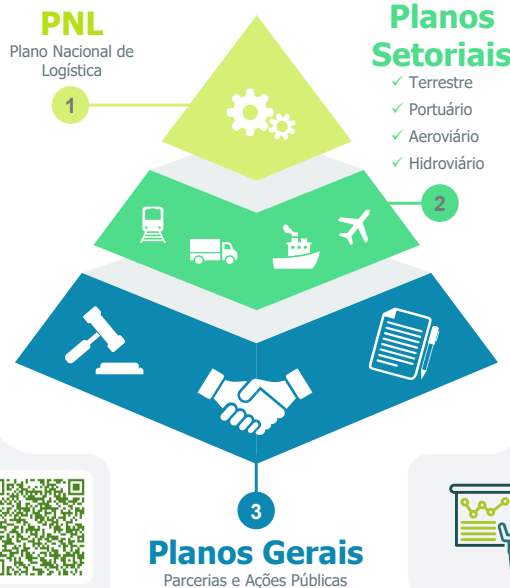 PNL
Plano Nacional de
Logística
1
Planos
Setoriais
✓ Terrestre
✓ Portuário
✓ Aeroviário
✓ Hidroviário
2
3
Planos Gerais
Parcerias e Ações Públicas